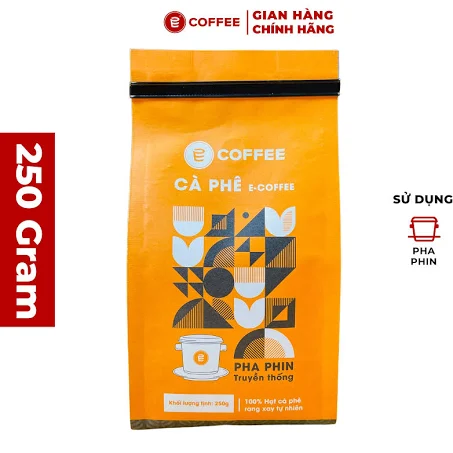 COFFEE
GIAN HÀNG
CHÍNH HÃNG
250 Gram
COFFEE
CÀ PHÊ E-COFFEE
SỬ DỤNG
PHA
PHIN
PHA PHIN
Truyền thống
Khối lượng tịnh: 250g
100% Hạt cà phê
rang xay tự nhiên